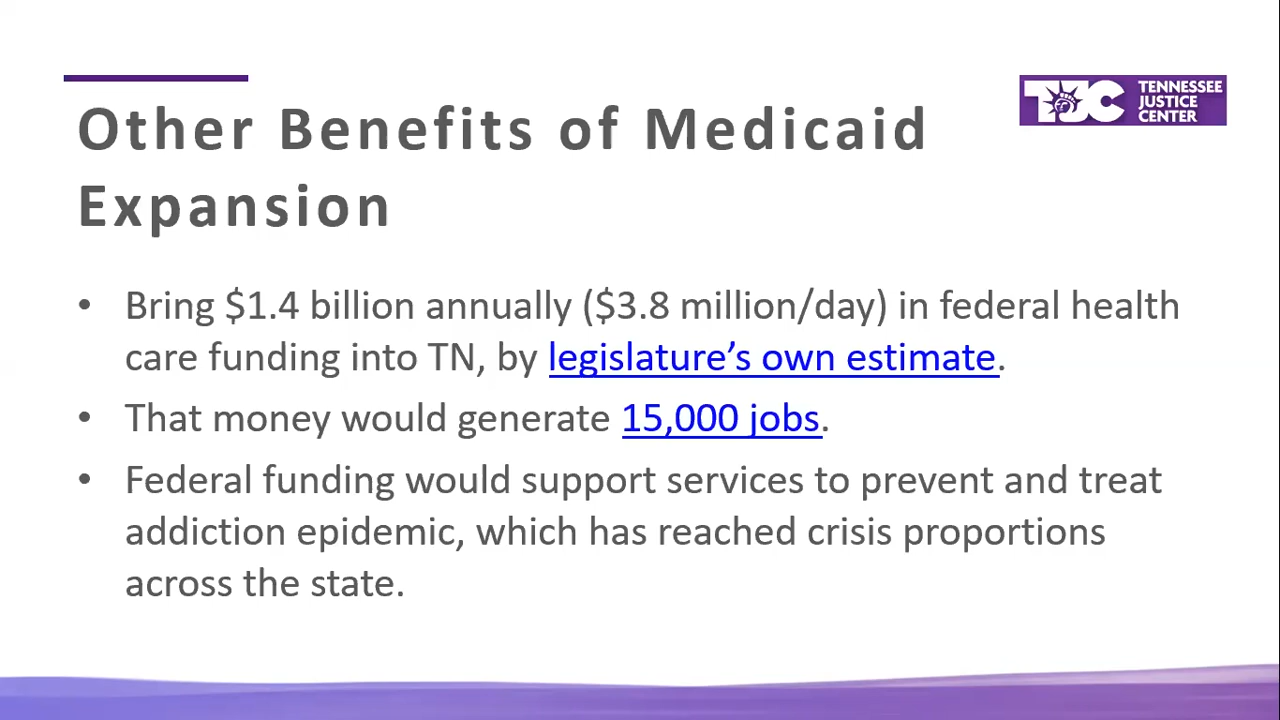 Other Benefits of Medicaid
Expansion
TJC TENNESSEE
JUSTICE
CENTER
• Bring $1.4 billion annually ($3.8 million/day) in federal health
care funding into TN, by legislature’s own estimate.
• That money would generate 15,000 jobs.
• Federal funding would support services to prevent and treat
addiction epidemic, which has reached crisis proportions
across the state.